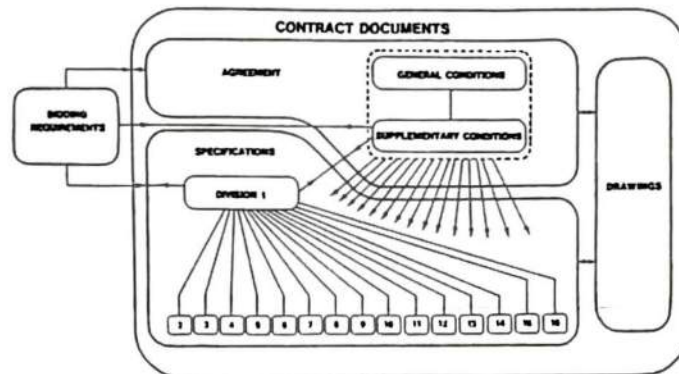 CONTRACT DOCUMENTS
AGREEMENT
GENERAL CONDITIONS
BIDDING
REQUIREMENTS
SUPPLEMENTARY CONDITIONS
SPECIFICATIONS
DIVISION 1
DRAWINGS
2 3 4 5 6 7 8 9 10 11 12 13 14 15 16